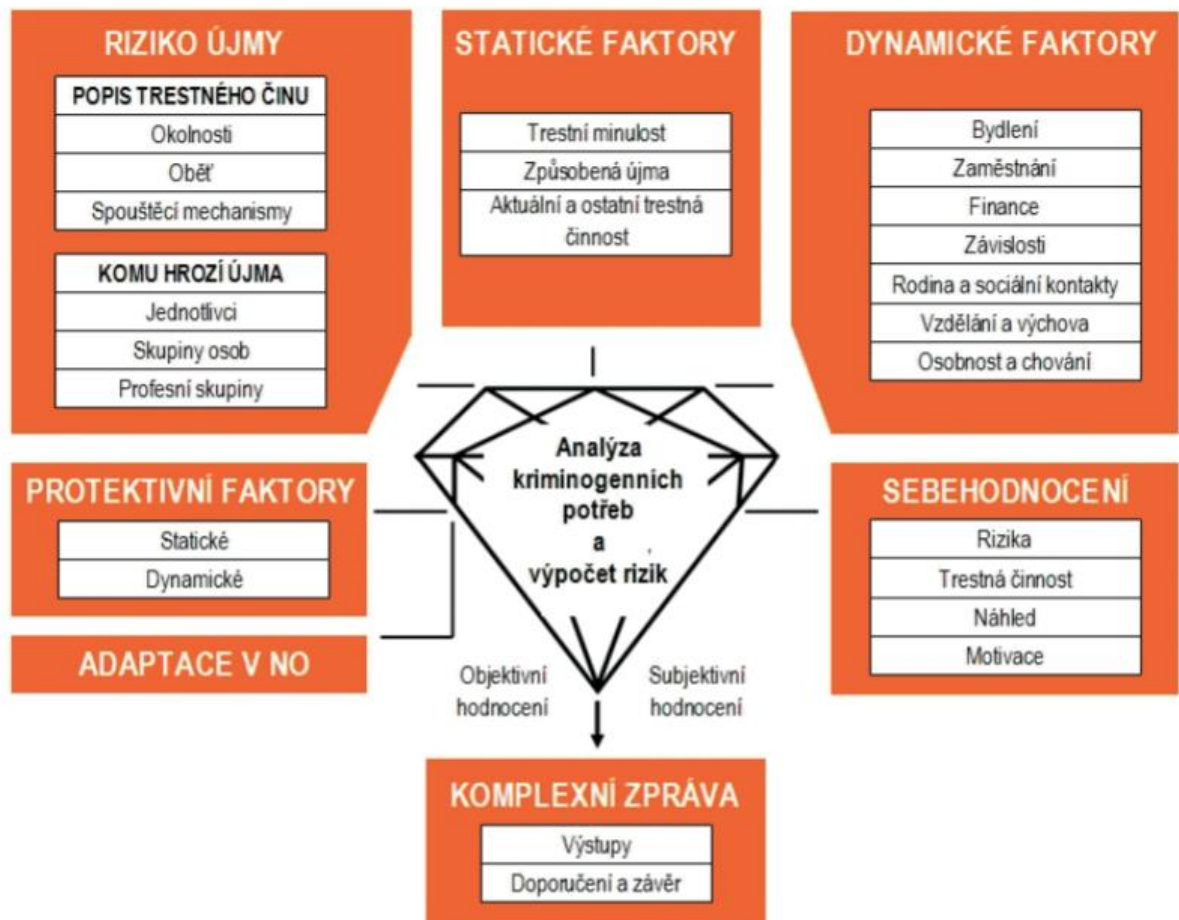 RIZIKO ÚJMY
POPIS TRESTNÉHO ČINU
Okolnosti
Oběť
Spouštěcí mechanismy
KOMU HROZÍ ÚJMA
Jednotlivci
Skupiny osob
Profesní skupiny
STATICKÉ FAKTORY
Trestní minulost
Způsobená újma
Aktuální a ostatní trestná
činnost
DYNAMICKÉ FAKTORY
Bydlení
Zaměstnání
Finance
Závislosti
Rodina a sociální kontakty
Vzdělání a výchova
Osobnost a chování
Analýza
kriminogenních
potřeb
a
výpočet rizik
PROTEKTIVNÍ FAKTORY
Statické
Dynamické
ADAPTACE V NO
SEBEHODNOCENÍ
Rizika
Trestná činnost
Náhled
Motivace
Objektivní
hodnocení
Subjektivní
hodnocení
KOMPLEXNÍ ZPRÁVA
Výstupy
Doporučení a závěr